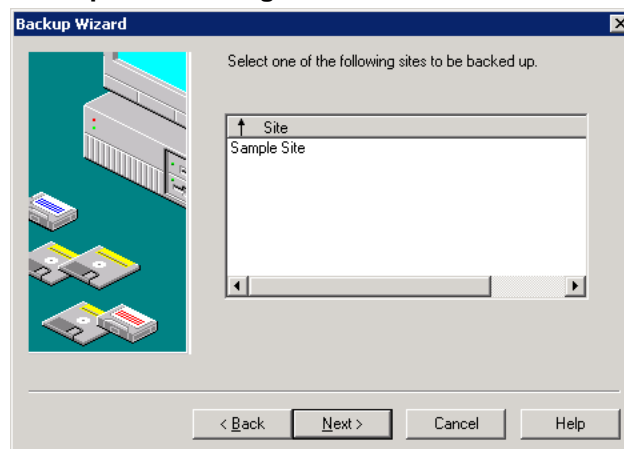 Backup Wizard
Select one of the following sites to be backed up.
Site
Sample Site
< Back Next > Cancel Help